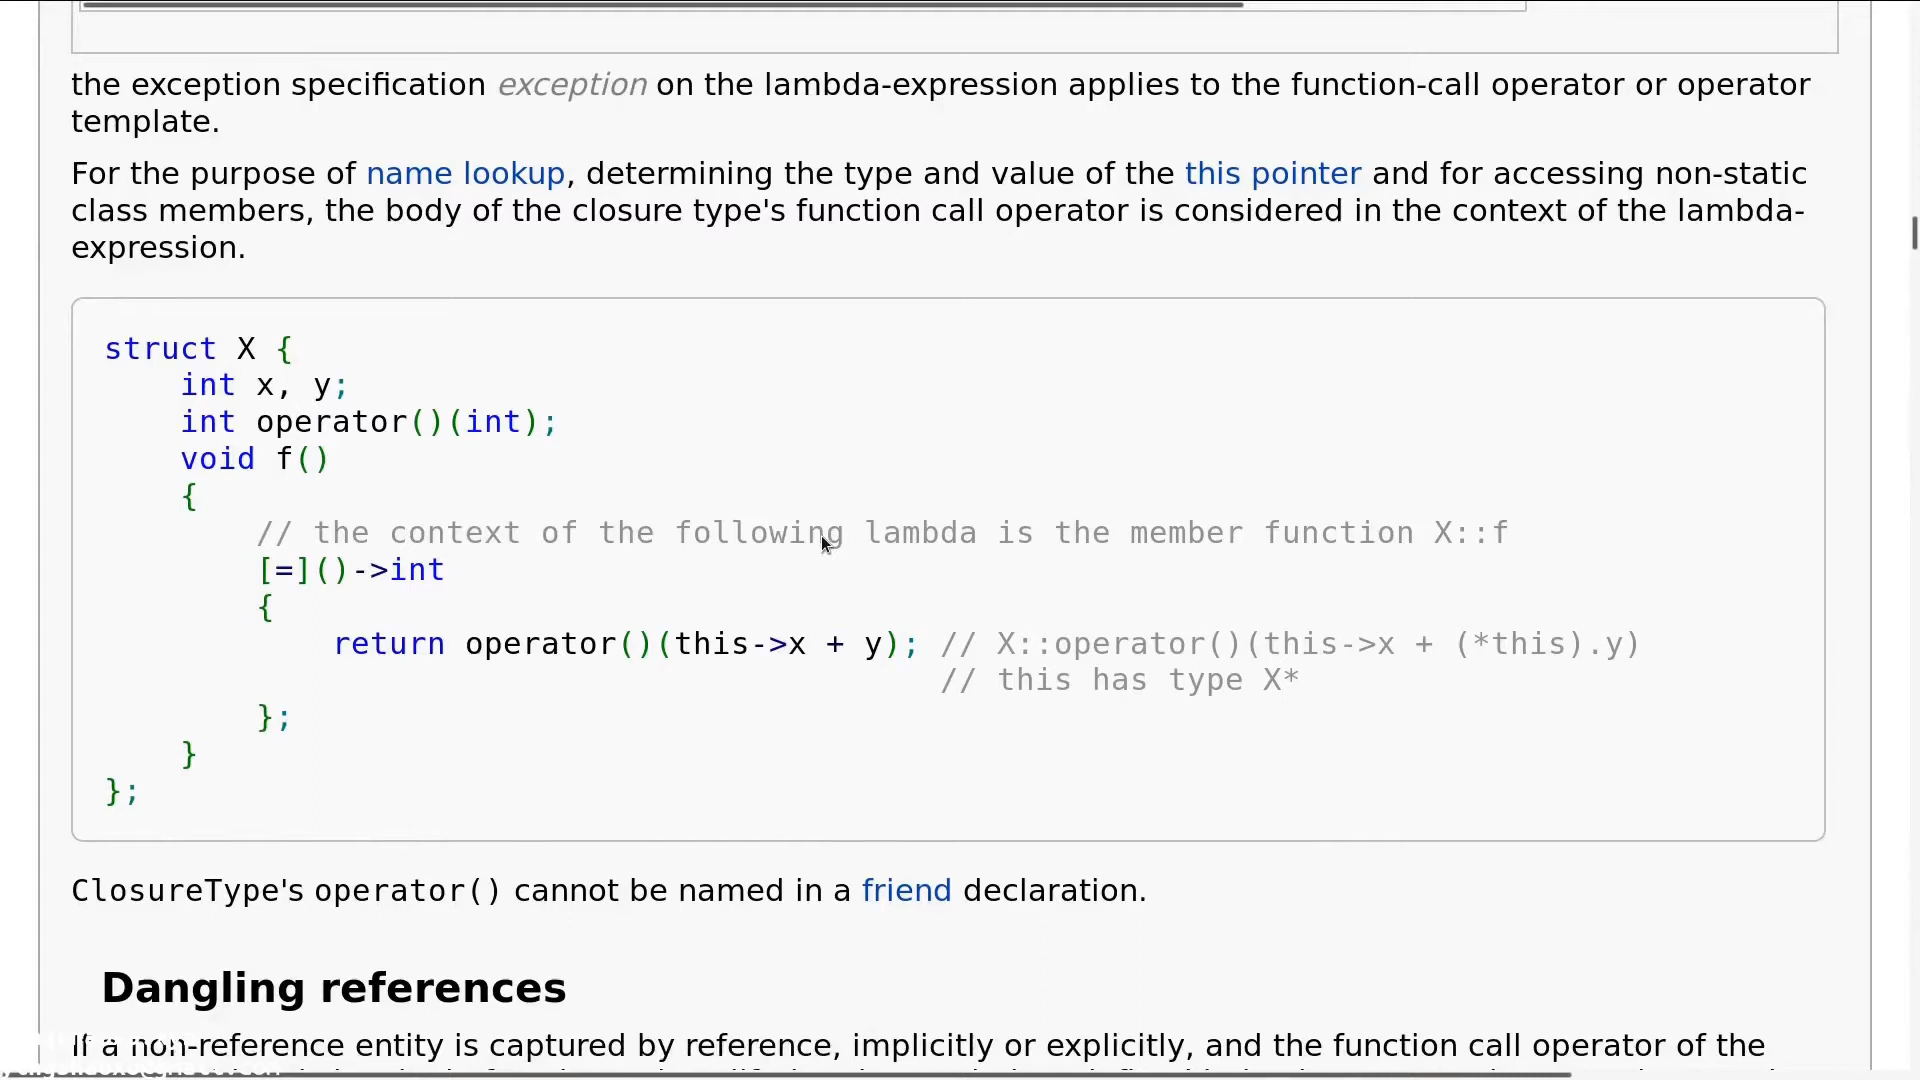 the exception specification exception on the lambda-expression applies to the function-call operator or operator
template.
For the purpose of name lookup, determining the type and value of the this pointer and for accessing non-static
class members, the body of the closure type's function call operator is considered in the context of the lambda-
expression.
struct X {
    int x, y;
    int operator()(int);
    void f()
    {
        // the context of the following lambda is the member function X::f
        [=]()->int
        {
            return operator()(this->x + y); // X::operator()(this->x + (*this).y)
                                            // this has type X*
        };
    }
};
ClosureType's operator() cannot be named in a friend declaration.
Dangling references
If a non-reference entity is captured by reference, implicitly or explicitly, and the function call operator of the